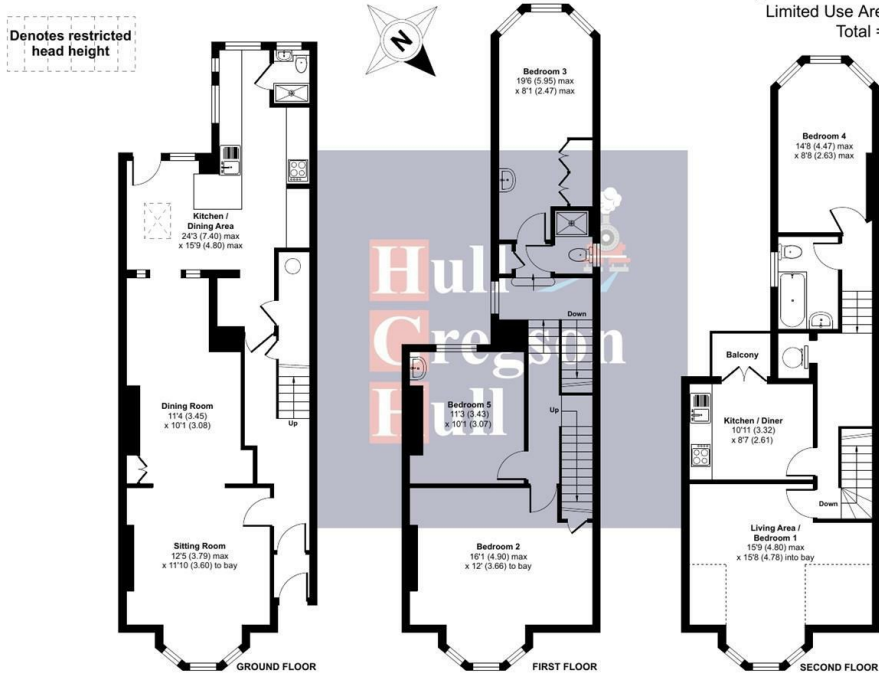 Denotes restricted
head height
N
Limited Use Are
Total =
Kitchen /
Dining Area
24'3 (7.40) max
x 15'9 (4.80) max
Dining Room
11'4 (3.45)
x 10'1 (3.08)
Up
Sitting Room
12'5 (3.79) max
x 11'10 (3.60) to bay
GROUND FLOOR
Bedroom 3
19'6 (5.95) max
x 8'1 (2.47) max
Hull
Gregson
Hull
Down
Bedroom 5
11'3 (3.43)
x 10'1 (3.07)
Up
Bedroom 2
16'1 (4.90) max
x 12' (3.66) to bay
FIRST FLOOR
Bedroom 4
14'8 (4.47) max
x 8'8 (2.63) max
Balcony
Kitchen / Diner
10'11 (3.32)
x 8'7 (2.61)
Down
Living Area /
Bedroom 1
15'9 (4.80) max
x 15'8 (4.78) into bay
SECOND FLOOR